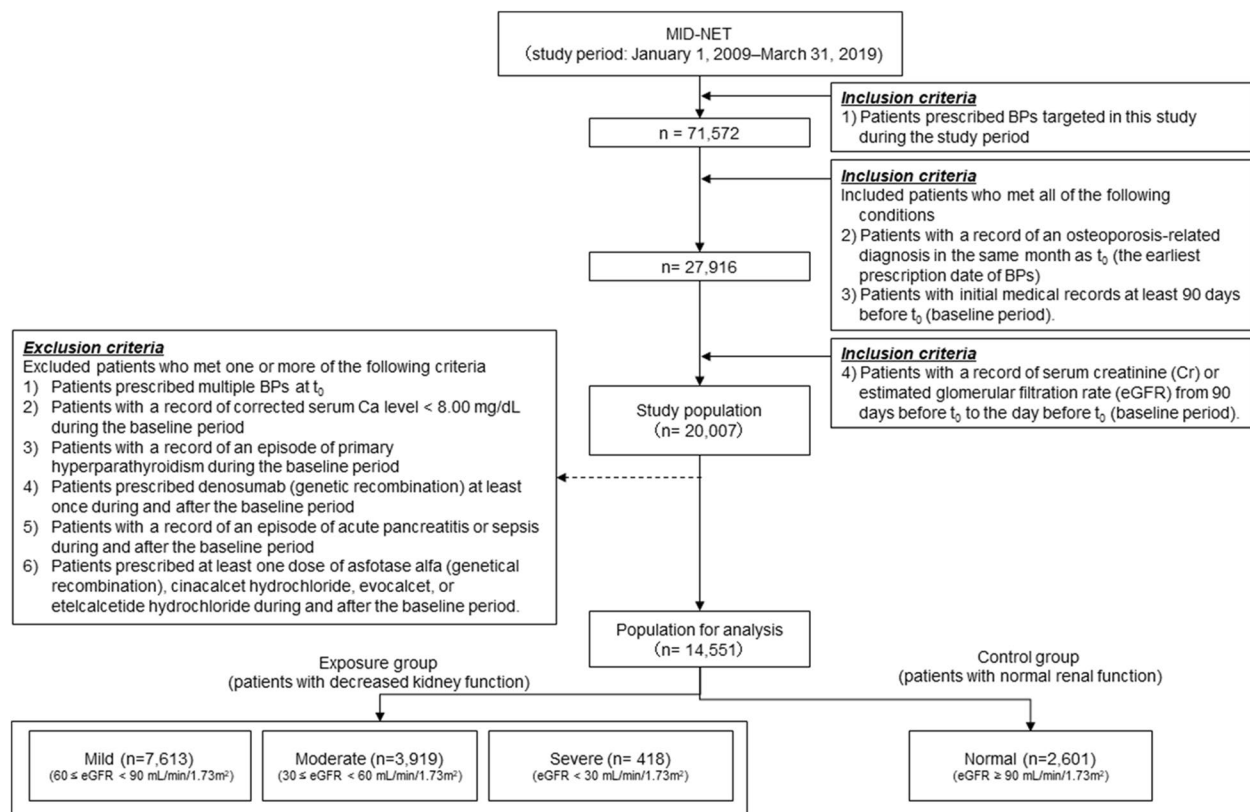 MID-NET
(study period: January 1, 2009–March 31, 2019)
Inclusion criteria
1) Patients prescribed BPs targeted in this study
during the study period
n = 71,572
Inclusion criteria
Included patients who met all of the following
conditions
2) Patients with a record of an osteoporosis-related
diagnosis in the same month as t₀ (the earliest
prescription date of BPs)
3) Patients with initial medical records at least 90 days
before t₀ (baseline period).
n= 27,916
Inclusion criteria
4) Patients with a record of serum creatinine (Cr) or
estimated glomerular filtration rate (eGFR) from 90
days before t₀ to the day before t₀ (baseline period).
Study population
(n= 20,007)
Exclusion criteria
Excluded patients who met one or more of the following criteria
1) Patients prescribed multiple BPs at t₀
2) Patients with a record of corrected serum Ca level < 8.00 mg/dL
during the baseline period
3) Patients with a record of an episode of primary
hyperparathyroidism during the baseline period
4) Patients prescribed denosumab (genetic recombination) at least
once during and after the baseline period
5) Patients with a record of an episode of acute pancreatitis or sepsis
during and after the baseline period
6) Patients prescribed at least one dose of asfotase alfa (genetical
recombination), cinacalcet hydrochloride, evocalcet, or
etelcalcetide hydrochloride during and after the baseline period.
Population for analysis
(n= 14,551)
Exposure group
(patients with decreased kidney function)
Control group
(patients with normal renal function)
Mild (n=7,613)
(60 ≤ eGFR < 90 mL/min/1.73m²)
Moderate (n=3,919)
(30 ≤ eGFR < 60 mL/min/1.73m²)
Severe (n= 418)
(eGFR < 30 mL/min/1.73m²)
Normal (n=2,601)
(eGFR ≥ 90 mL/min/1.73m²)